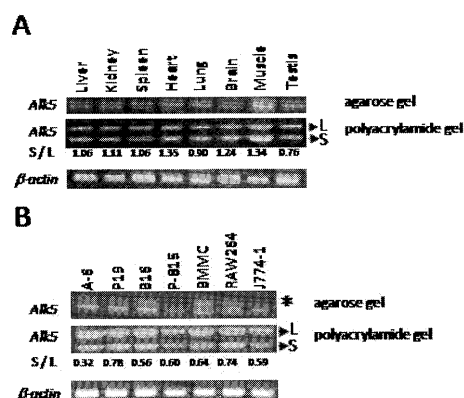 A
Liver Kidney Spleen Heart Lung Brain Muscle Testis
Alk5 agarose gel
Alk5 L polyacrylamide gel
S
S/L 1.06 1.11 1.06 1.35 0.90 1.24 1.34 0.76
β-actin
B
A-6 P19 B16 P-815 BMMC RAW264 J774-1
* agarose gel
Alk5
Alk5 L polyacrylamide gel
S
S/L 0.32 0.78 0.56 0.60 0.64 0.74 0.59
β-actin